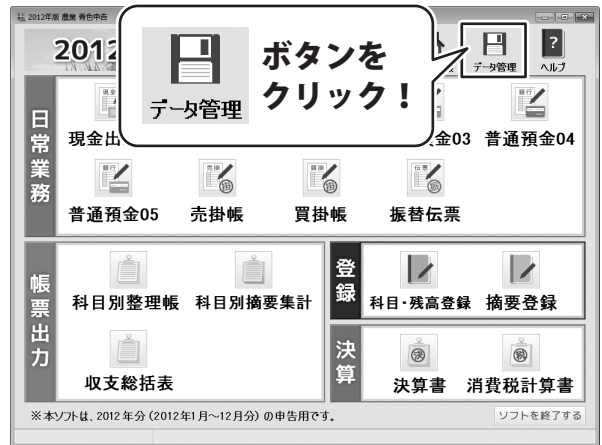 2012年版 農業 青色申告
2012
データ管理
ボタンを
クリック！
データ管理
ヘルプ
日常業務
現金出
金03
普通預金04
普通預金05
売掛帳
買掛帳
振替伝票
帳票出力
科目別整理帳
科目別摘要集計
収支総括表
登録
科目・残高登録
摘要登録
決算
決算書
消費税計算書
※本ソフトは、2012年分（2012年1月～12月分）の申告用です。
ソフトを終了する